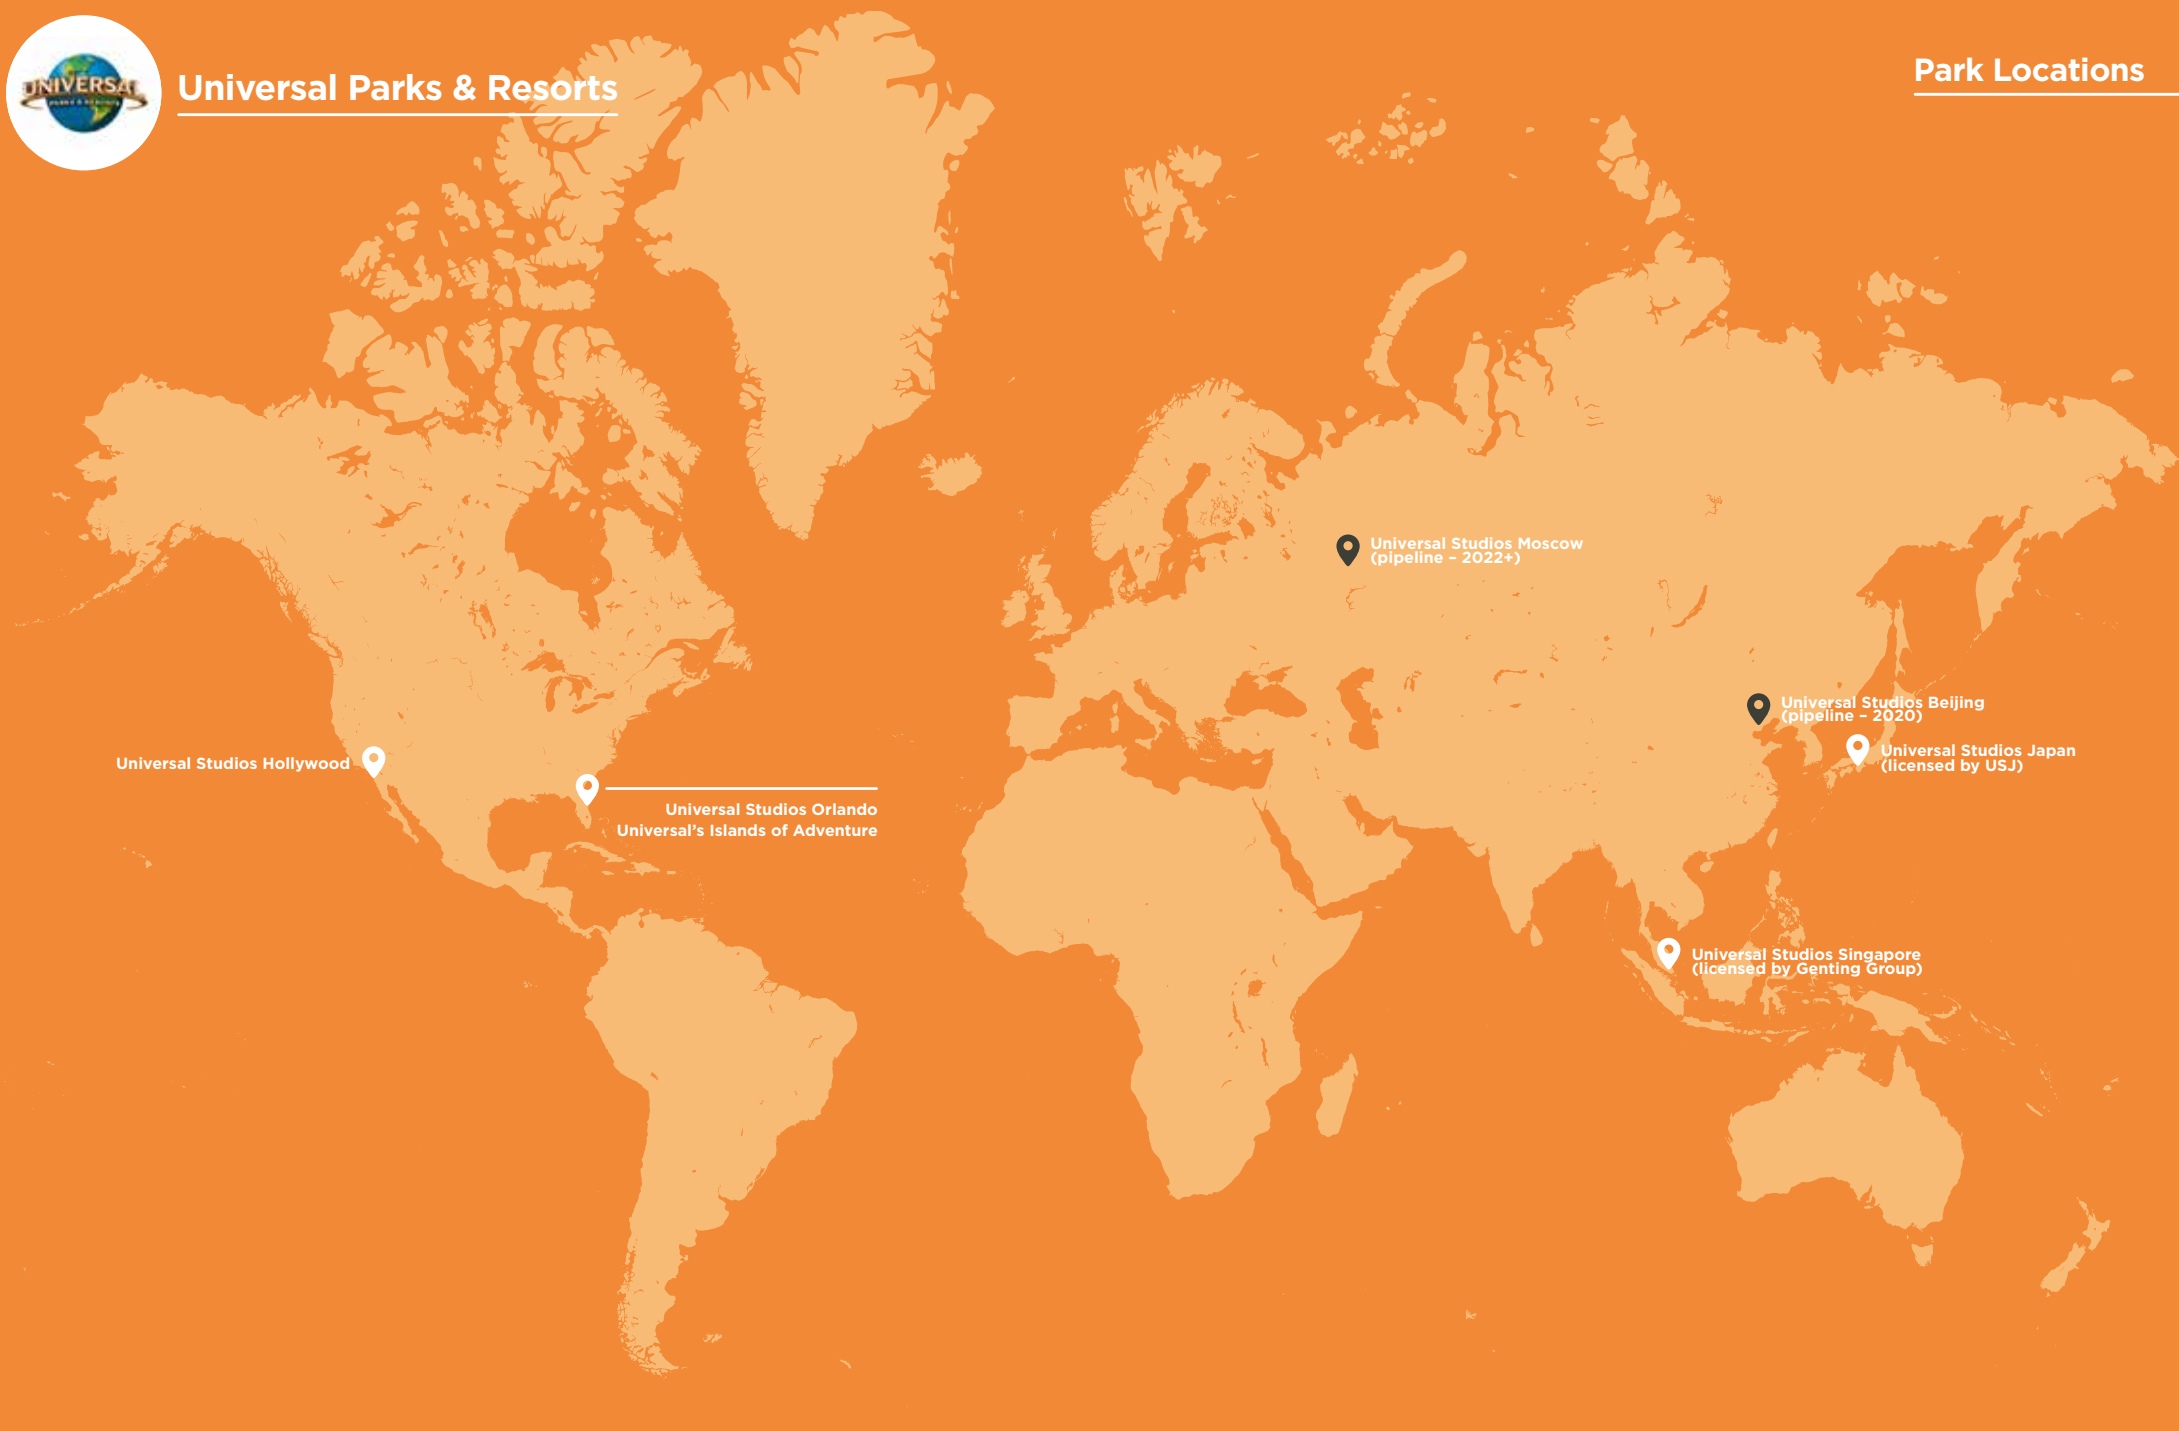 UNIVERSAL
PARKS & RESORTS
Universal Parks & Resorts
Park Locations
Universal Studios Moscow
(pipeline – 2022+)
Universal Studios Beijing
(pipeline – 2020)
Universal Studios Japan
(licensed by USJ)
Universal Studios Hollywood
Universal Studios Orlando
Universal’s Islands of Adventure
Universal Studios Singapore
(licensed by Genting Group)